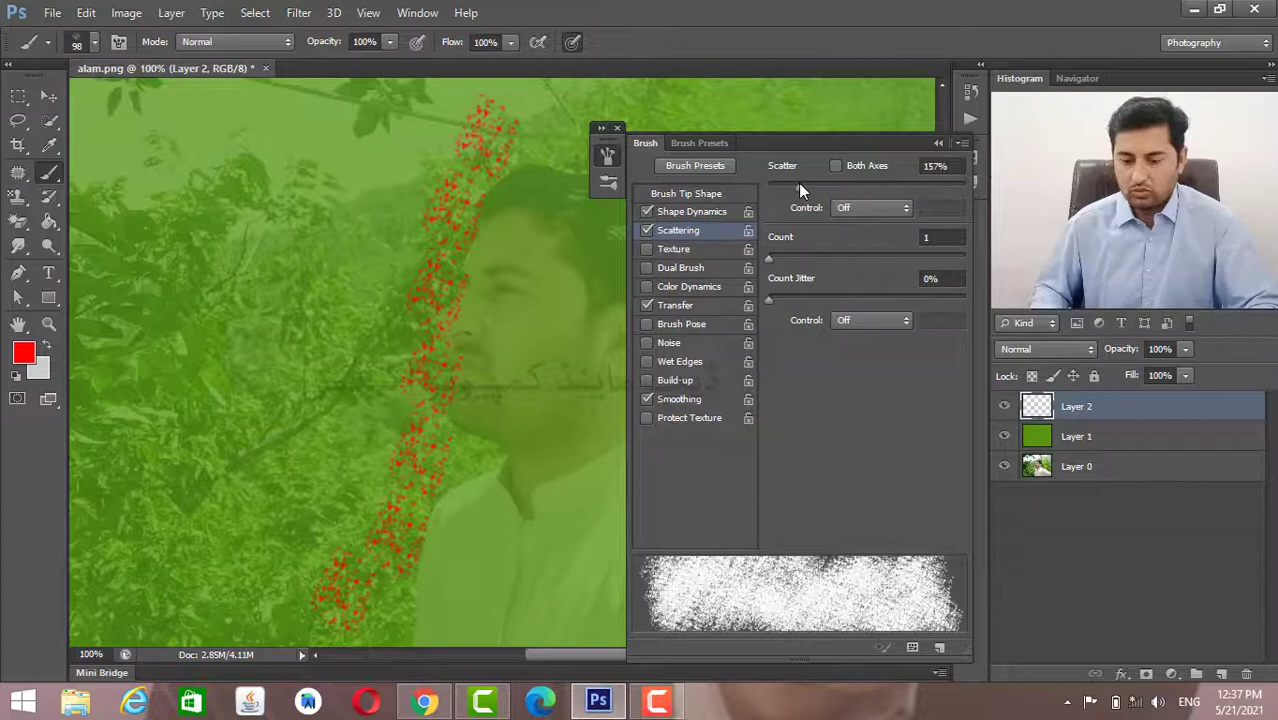 Ps File Edit Image Layer Type Select Filter 3D View Window Help
98 Mode: Normal Opacity: 100% Flow: 100% Photography
alam.png @ 100% (Layer 2, RGB/8) *
Histogram Navigator
Brush Brush Presets
Brush Presets Scatter Both Axes 157%
Brush Tip Shape
Shape Dynamics Control: Off
Scattering Count 1
Texture
Dual Brush Count Jitter 0%
Color Dynamics
Transfer
Brush Pose Control: Off
Noise
Wet Edges
Build-up
Smoothing
Protect Texture
Kind
Normal Opacity: 100%
Lock: Fill: 100%
Layer 2
Layer 1
Layer 0
100% Doc: 2.85M/4.11M
Mini Bridge
Ps ENG 12:37 PM
5/21/2021